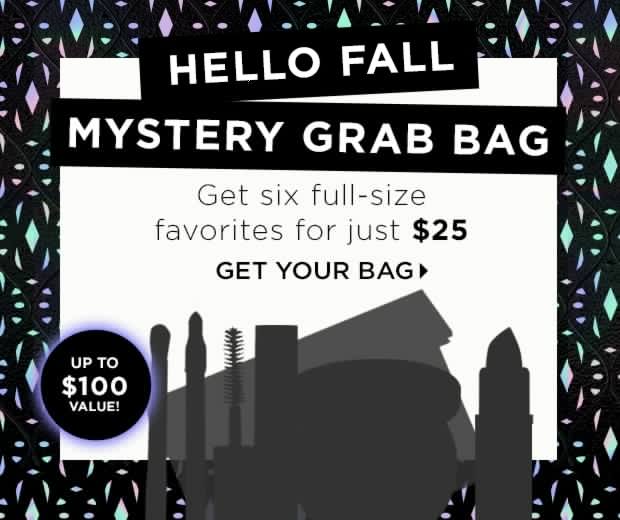 HELLO FALL
MYSTERY GRAB BAG
Get six full-size
favorites for just $25
GET YOUR BAG
UP TO
$100
VALUE!